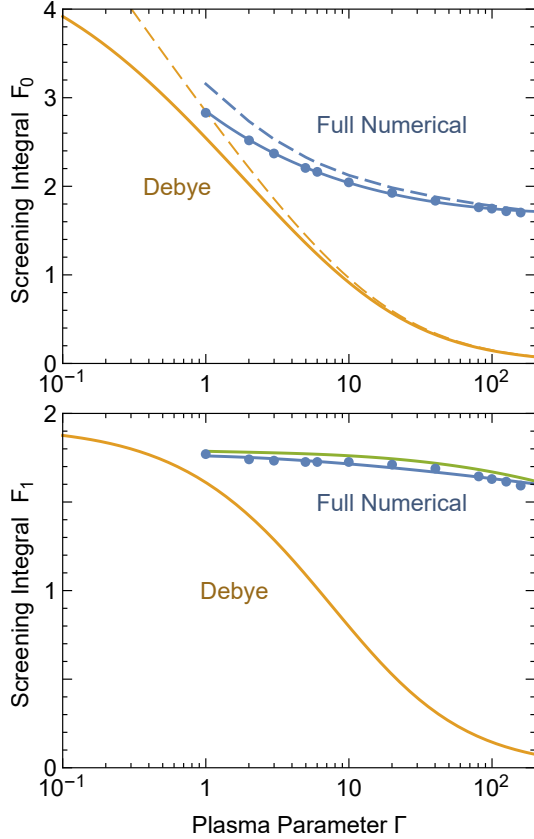 4
3
2
1
0
10⁻¹ 1 10 10²
Screening Integral F₀
Full Numerical
Debye
2
1
0
10⁻¹ 1 10 10²
Screening Integral F₁
Full Numerical
Debye
Plasma Parameter Γ